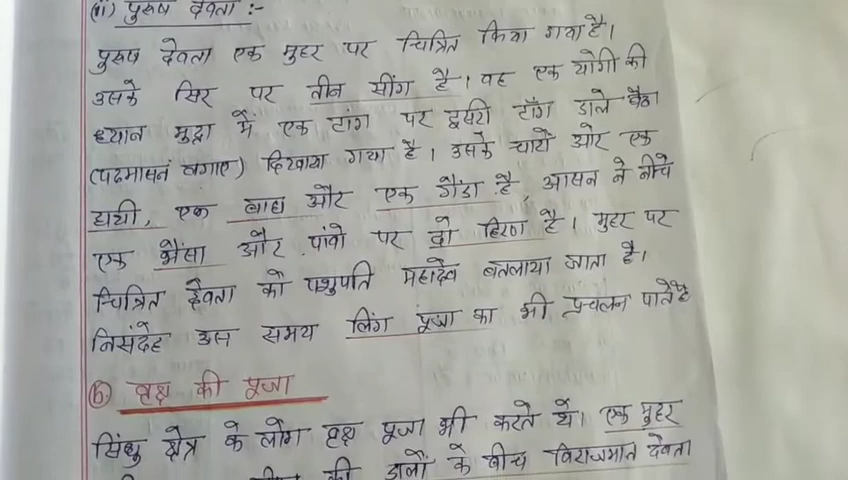 (ii) पुरुष देवता :-
पुरुष देवता एक मुहर पर चित्रित किया गया है।
उसके सिर पर तीन सींग है। वह एक योगी की
ध्यान मुद्रा में एक टांग पर दूसरी टाँग डाले बैठा
(पदमासन लगाए) दिखाया गया है। उसके चारों ओर एक
हाथी, एक बाघ और एक गैंडा है, आसन ने नीचे
एक भैंसा और पांवो पर दो हिरण है। मुहर पर
चित्रित देवता को पशुपति महादेव बतलाया जाता है।
निसंदेह उस समय लिंग पूजा का भी प्रचलन पाते है
(b). वृक्ष की पूजा
सिंधु क्षेत्र के लोग वृक्ष पूजा भी करते थे। एक मुहर
की डालों के बीच विराजमान देवता